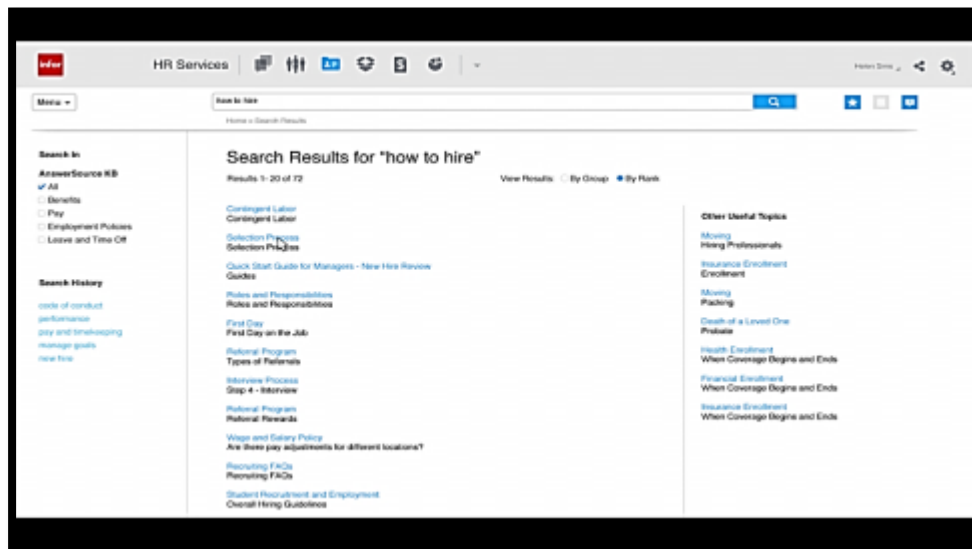 infor
HR Services
Helen Sims
Menu
how to hire
Home > Search Results
Search In
AnswerSource KB
All
Benefits
Pay
Employment Policies
Leave and Time Off
Search History
code of conduct
performance
pay and timekeeping
manage goals
new hire
Search Results for "how to hire"
Results 1- 20 of 72
View Results: By Group By Rank
Contingent Labor
Contingent Labor
Selection Process
Selection Process
Quick Start Guide for Managers - New Hire Review
Guides
Roles and Responsibilities
Roles and Responsibilities
First Day
First Day on the Job
Referral Program
Types of Referrals
Interview Process
Step 4 - Interview
Referral Program
Referral Rewards
Wage and Salary Policy
Are there pay adjustments for different locations?
Recruiting FAQs
Recruiting FAQs
Student Recruitment and Employment
Overall Hiring Guidelines
Other Useful Topics
Moving
Hiring Professionals
Insurance Enrollment
Enrollment
Moving
Packing
Death of a Loved One
Probate
Health Enrollment
When Coverage Begins and Ends
Financial Enrollment
When Coverage Begins and Ends
Insurance Enrollment
When Coverage Begins and Ends